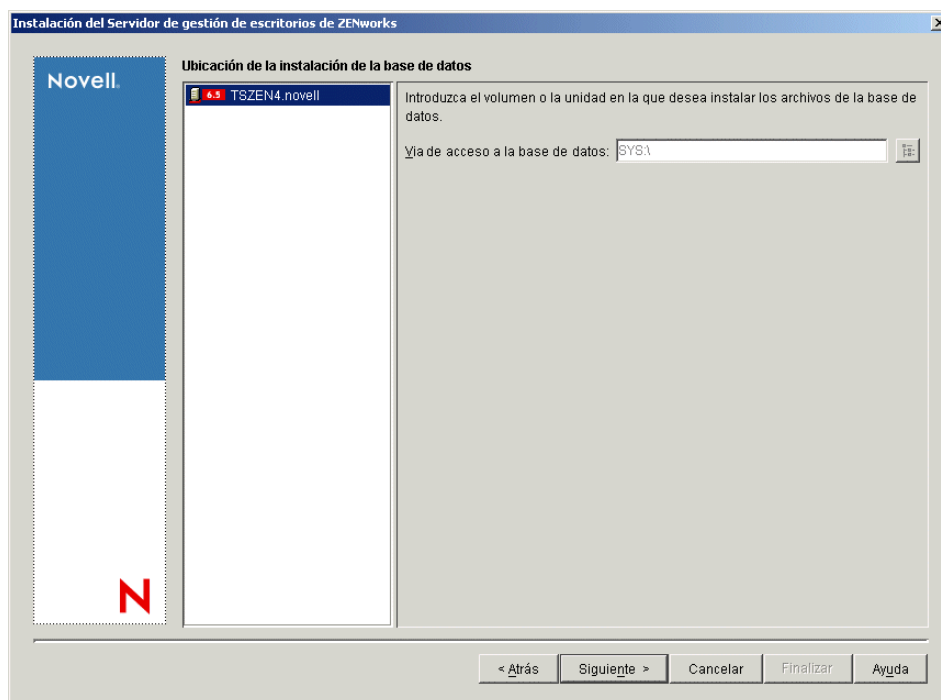 Instalación del Servidor de gestión de escritorios de ZENworks
Novell.
Ubicación de la instalación de la base de datos
6.5 TSZEN4.novell
Introduzca el volumen o la unidad en la que desea instalar los archivos de la base de
datos.
Via de acceso a la base de datos: SYS:\
N
< Atrás Siguiente > Cancelar Finalizar Ayuda